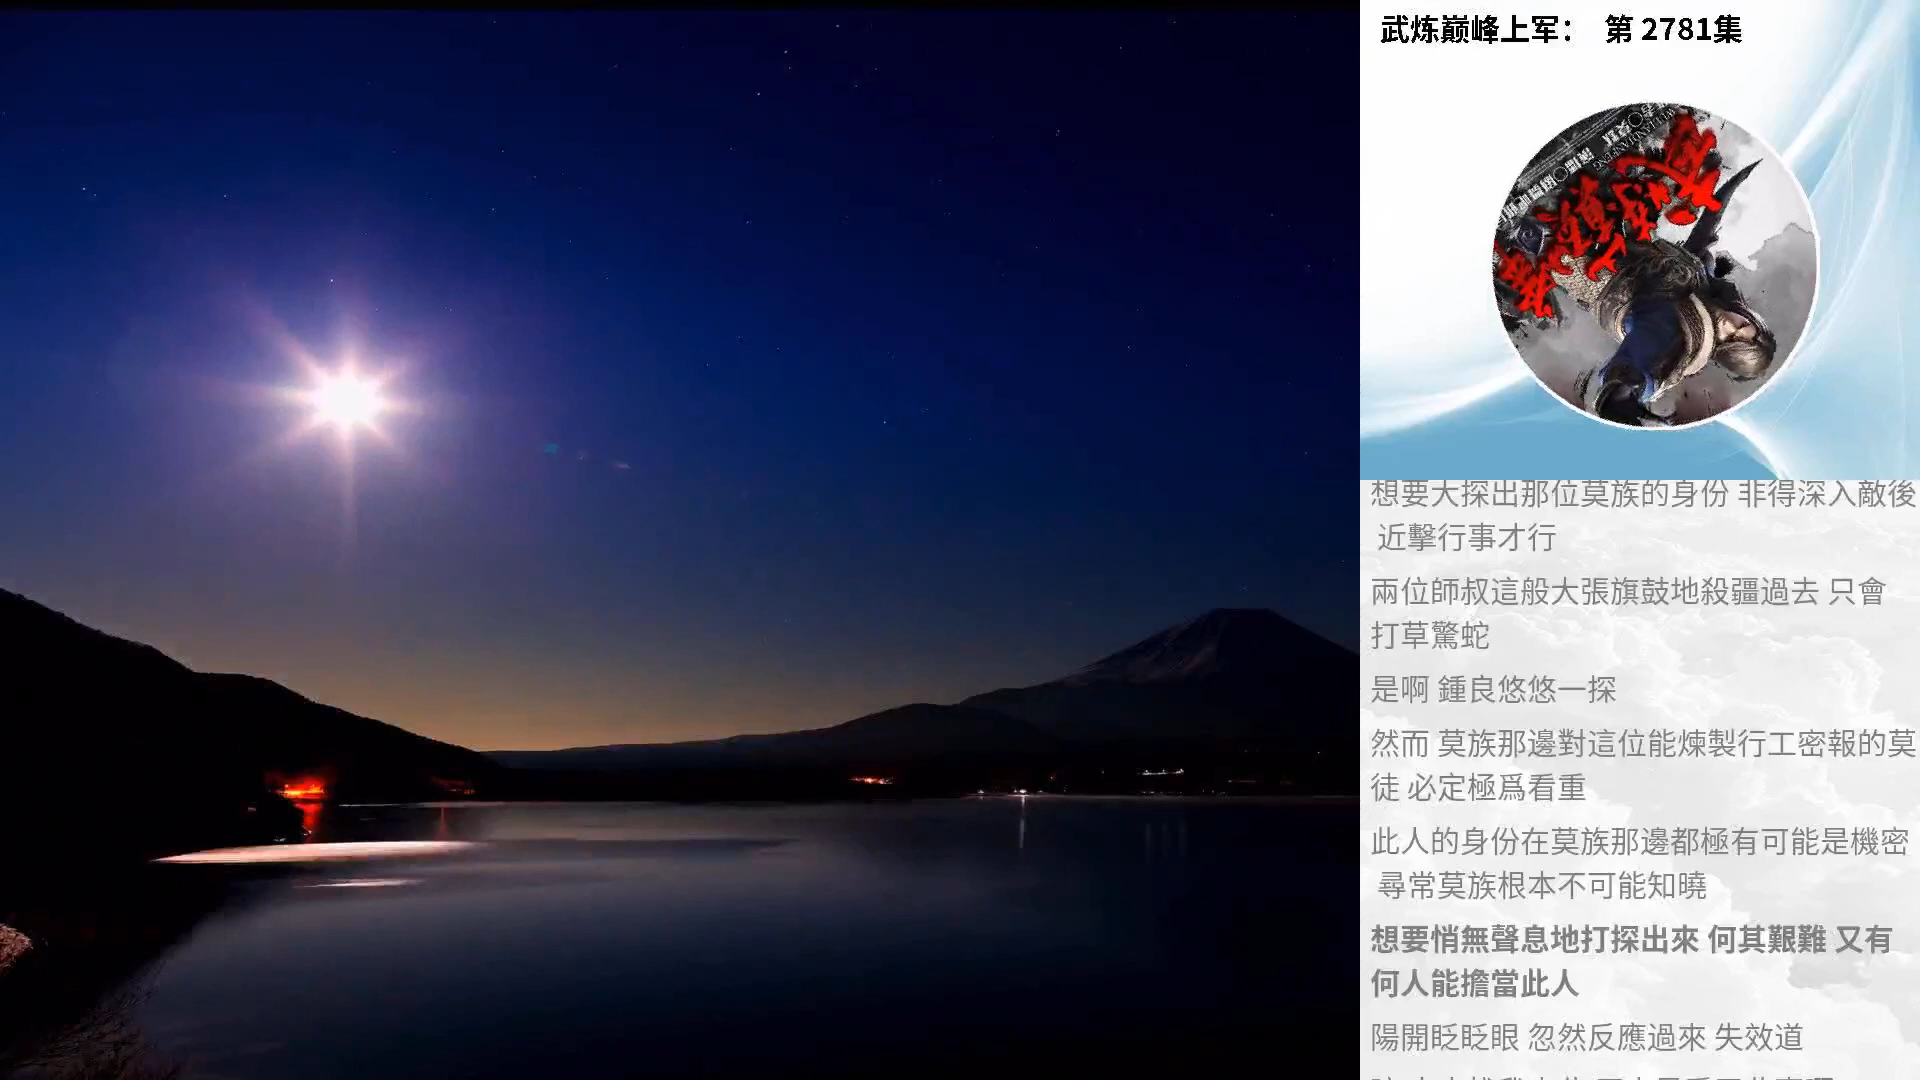 武炼巅峰上军： 第 2781集
想要大探出那位莫族的身份 非得深入敵後
近擊行事才行
兩位師叔這般大張旗鼓地殺疆過去 只會
打草驚蛇
是啊 鍾良悠悠一探
然而 莫族那邊對這位能煉製行工密報的莫
徒 必定極爲看重
此人的身份在莫族那邊都極有可能是機密
尋常莫族根本不可能知曉
想要悄無聲息地打探出來 何其艱難 又有
何人能擔當此人
陽開眨眨眼 忽然反應過來 失效道